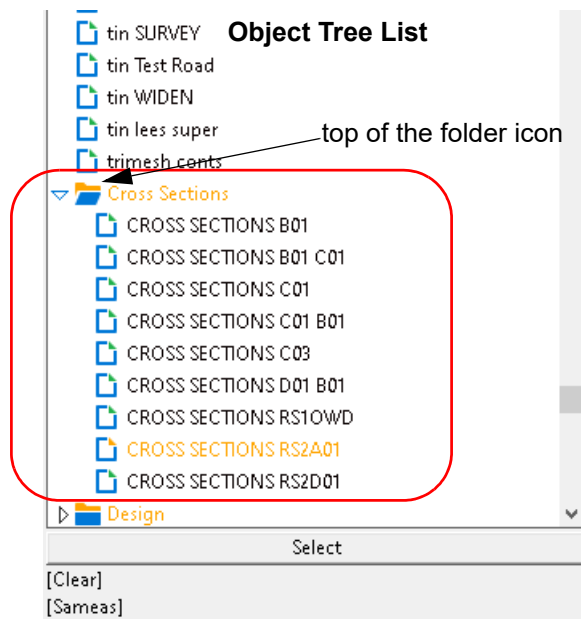 tin SURVEY Object Tree List
tin Test Road
tin WIDEN
tin lees super top of the folder icon
trimesh conts
Cross Sections
CROSS SECTIONS B01
CROSS SECTIONS B01 C01
CROSS SECTIONS C01
CROSS SECTIONS C01 B01
CROSS SECTIONS C03
CROSS SECTIONS D01 B01
CROSS SECTIONS RS1OWD
CROSS SECTIONS RS2A01
CROSS SECTIONS RS2D01
Design
Select
[Clear]
[Sameas]